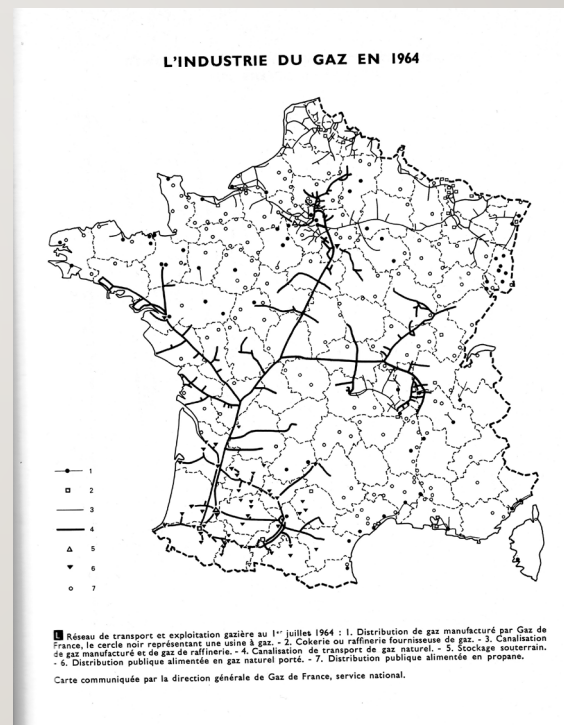 L'INDUSTRIE DU GAZ EN 1964
1
2
3
4
5
6
7
L Réseau de transport et exploitation gazière au 1er juilles 1964 : 1. Distribution de gaz manufacturé par Gaz de
France, le cercle noir représentant une usine à gaz. - 2. Cokerie ou raffinerie fournisseuse de gaz. - 3. Canalisation
de gaz manufacturé et de gaz de raffinerie. - 4. Canalisation de transport de gaz naturel. - 5. Stockage souterrain.
- 6. Distribution publique alimentée en gaz naturel porté. - 7. Distribution publique alimentée en propane.
Carte communiquée par la direction générale de Gaz de France, service national.